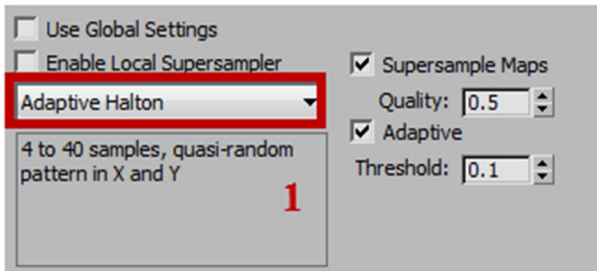 Use Global Settings
Enable Local Supersampler
Adaptive Halton
4 to 40 samples, quasi-random
pattern in X and Y
1
Supersample Maps
Quality: 0.5
Adaptive
Threshold: 0.1